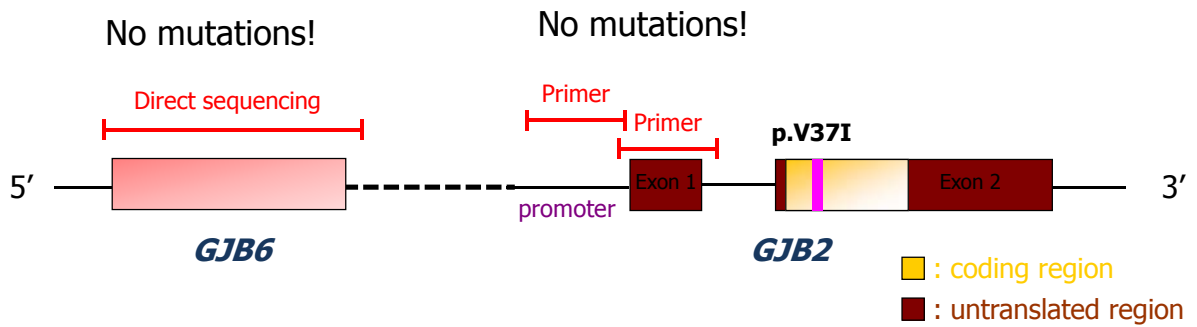 No mutations!
No mutations!
Direct sequencing
Primer
Primer
p.V37I
5’
Exon 1
Exon 2
3’
promoter
GJB6
GJB2
: coding region
: untranslated region